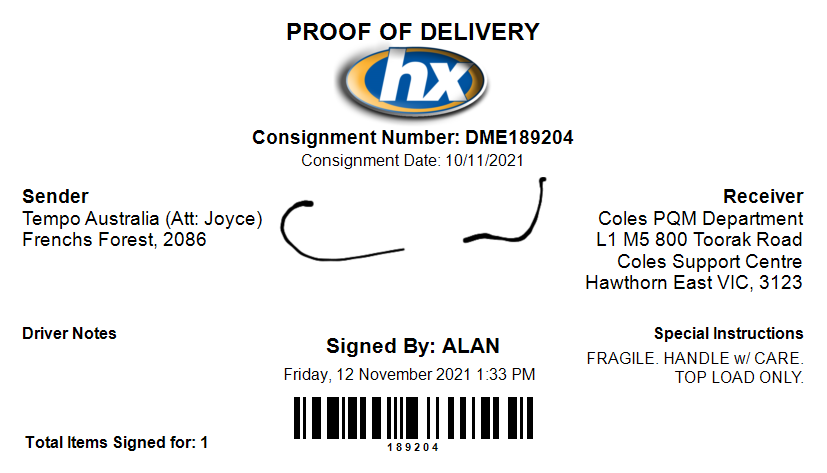 PROOF OF DELIVERY
hx
Consignment Number: DME189204
Consignment Date: 10/11/2021
Sender
Tempo Australia (Att: Joyce)
Frenchs Forest, 2086
Receiver
Coles PQM Department
L1 M5 800 Toorak Road
Coles Support Centre
Hawthorn East VIC, 3123
Driver Notes
Signed By: ALAN
Friday, 12 November 2021 1:33 PM
Special Instructions
FRAGILE. HANDLE w/ CARE.
TOP LOAD ONLY.
189204
Total Items Signed for: 1